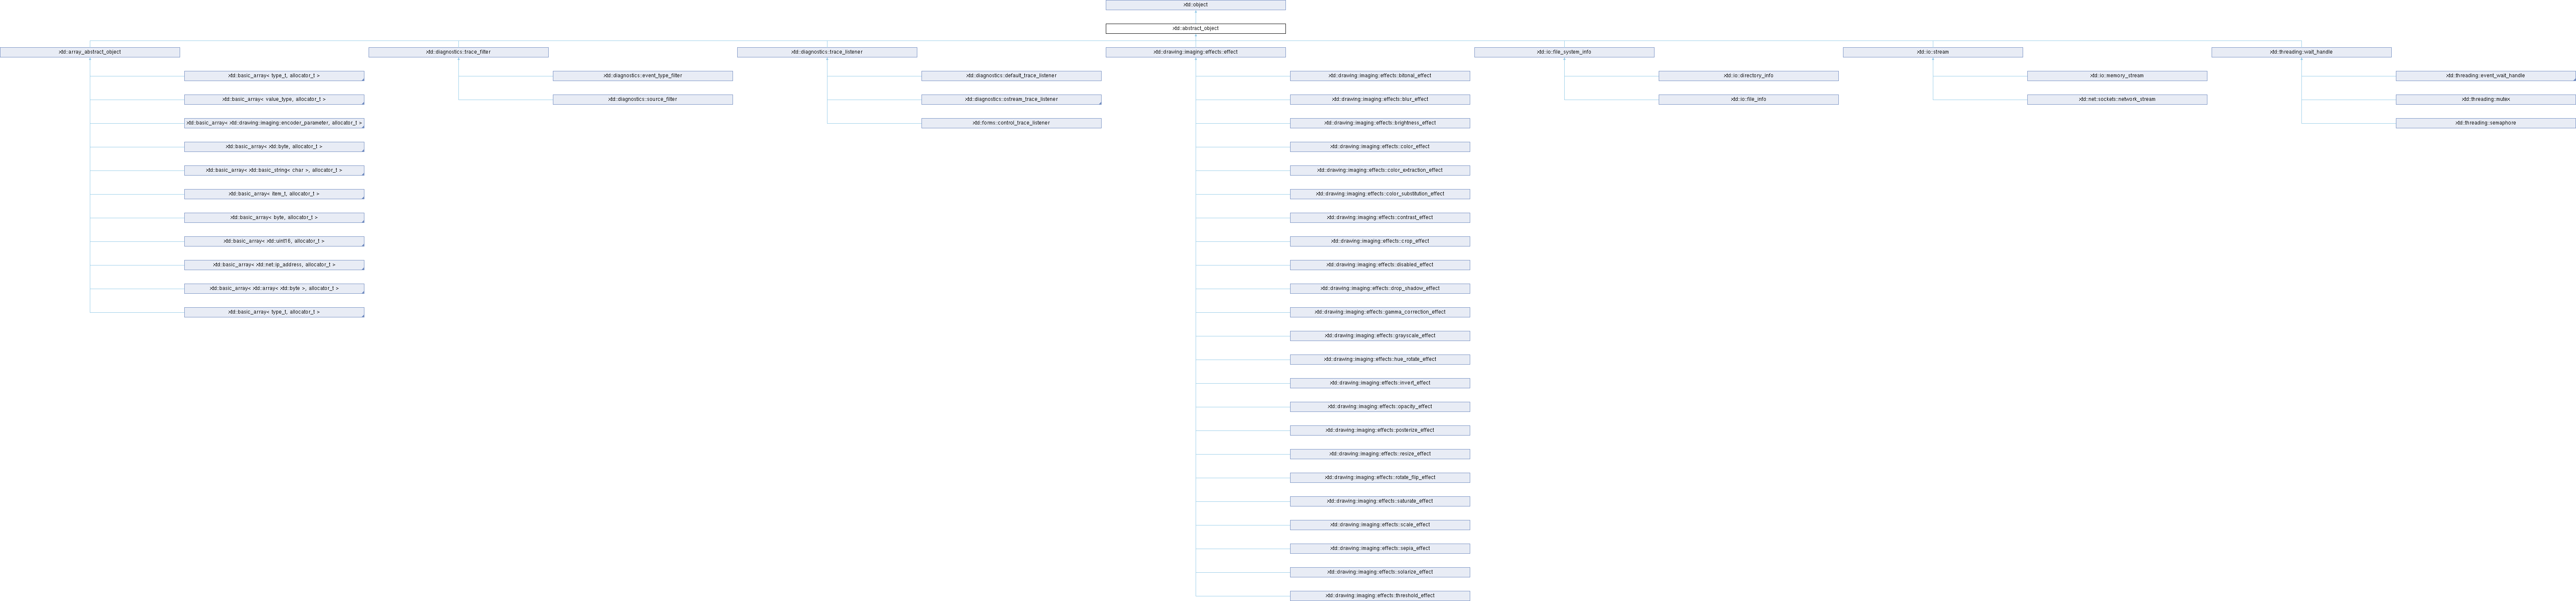 xtd::object
xtd::abstract_object
xtd::array_abstract_object
xtd::diagnostics::trace_filter
xtd::diagnostics::trace_listener
xtd::drawing::imaging::effects::effect
xtd::io::file_system_info
xtd::io::stream
xtd::threading::wait_handle
xtd::basic_array< type_t, allocator_t >
xtd::basic_array< value_type, allocator_t >
xtd::basic_array< xtd::drawing::imaging::encoder_parameter, allocator_t >
xtd::basic_array< xtd::byte, allocator_t >
xtd::basic_array< xtd::basic_string< char >, allocator_t >
xtd::basic_array< item_t, allocator_t >
xtd::basic_array< byte, allocator_t >
xtd::basic_array< xtd::uint16, allocator_t >
xtd::basic_array< xtd::net::ip_address, allocator_t >
xtd::basic_array< xtd::array< xtd::byte >, allocator_t >
xtd::basic_array< type_t, allocator_t >
xtd::diagnostics::event_type_filter
xtd::diagnostics::source_filter
xtd::diagnostics::default_trace_listener
xtd::diagnostics::ostream_trace_listener
xtd::forms::control_trace_listener
xtd::drawing::imaging::effects::bitonal_effect
xtd::drawing::imaging::effects::blur_effect
xtd::drawing::imaging::effects::brightness_effect
xtd::drawing::imaging::effects::color_effect
xtd::drawing::imaging::effects::color_extraction_effect
xtd::drawing::imaging::effects::color_substitution_effect
xtd::drawing::imaging::effects::contrast_effect
xtd::drawing::imaging::effects::crop_effect
xtd::drawing::imaging::effects::disabled_effect
xtd::drawing::imaging::effects::drop_shadow_effect
xtd::drawing::imaging::effects::gamma_correction_effect
xtd::drawing::imaging::effects::grayscale_effect
xtd::drawing::imaging::effects::hue_rotate_effect
xtd::drawing::imaging::effects::invert_effect
xtd::drawing::imaging::effects::opacity_effect
xtd::drawing::imaging::effects::posterize_effect
xtd::drawing::imaging::effects::resize_effect
xtd::drawing::imaging::effects::rotate_flip_effect
xtd::drawing::imaging::effects::saturate_effect
xtd::drawing::imaging::effects::scale_effect
xtd::drawing::imaging::effects::sepia_effect
xtd::drawing::imaging::effects::solarize_effect
xtd::drawing::imaging::effects::threshold_effect
xtd::io::directory_info
xtd::io::file_info
xtd::io::memory_stream
xtd::net::sockets::network_stream
xtd::threading::event_wait_handle
xtd::threading::mutex
xtd::threading::semaphore